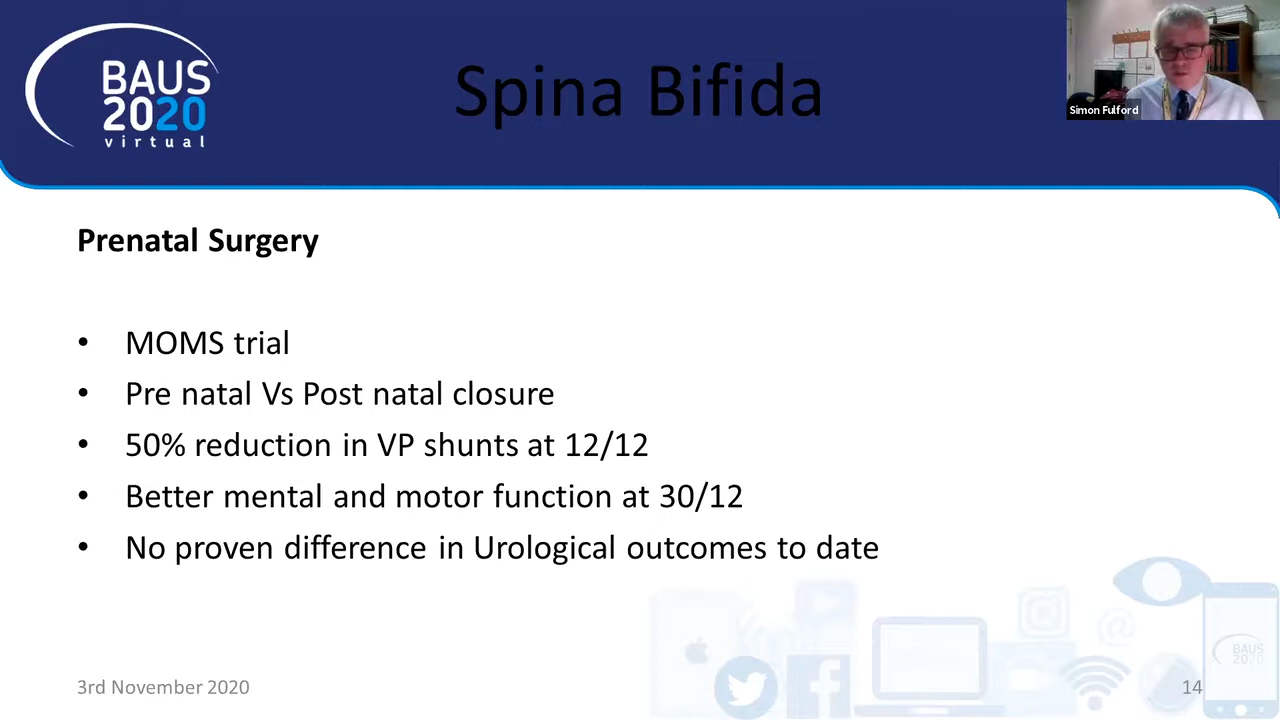 BAUS
2020
virtual
Spina Bifida
Simon Fulford
Prenatal Surgery
• MOMS trial
• Pre natal Vs Post natal closure
• 50% reduction in VP shunts at 12/12
• Better mental and motor function at 30/12
• No proven difference in Urological outcomes to date
BAUS
2020
3rd November 2020
14